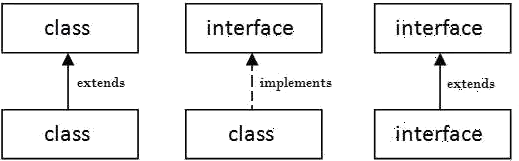 class
interface
interface
extends
implements
extends
class
class
interface